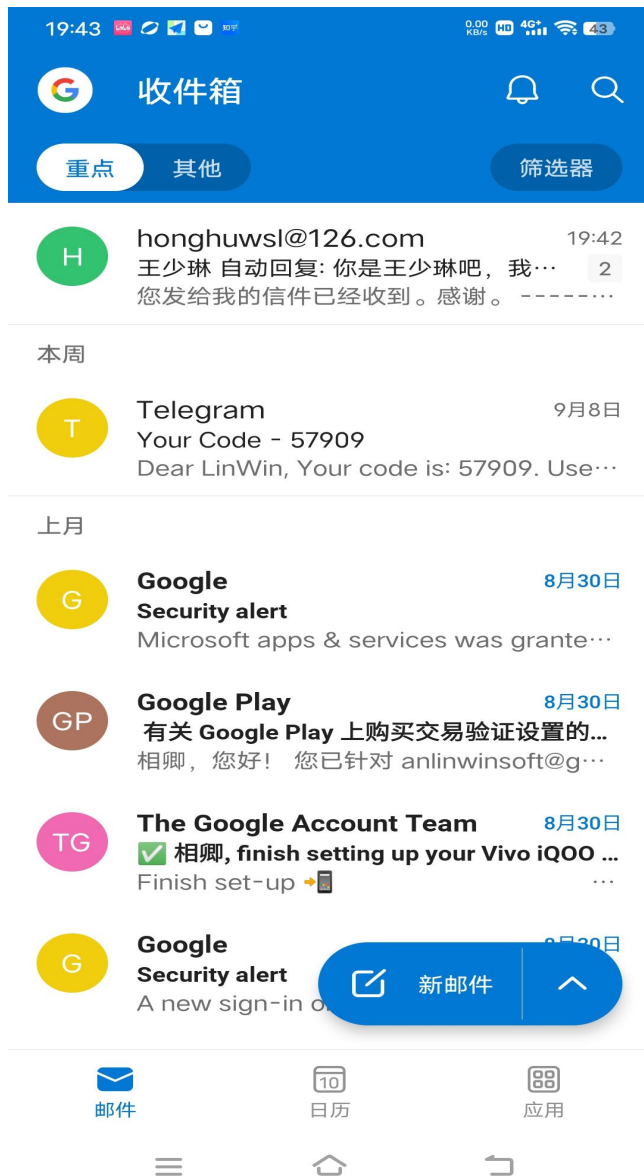 19:43
0.00 KB/s HD 4G+ 43
收件箱
重点 其他 筛选器
H
honghuwsl@126.com 19:42
王少琳 自动回复: 你是王少琳吧，我… 2
您发给我的信件已经收到。感谢。 ------…
本周
T
Telegram 9月8日
Your Code - 57909
Dear LinWin, Your code is: 57909. Use…
上月
G
Google 8月30日
Security alert
Microsoft apps & services was grante…
GP
Google Play 8月30日
有关 Google Play 上购买交易验证设置的...
相卿，您好！ 您已针对 anlinwinsoft@g…
TG
The Google Account Team 8月30日
✅ 相卿, finish setting up your Vivo iQOO ...
Finish set-up 📲 …
G
Google 8月30日
Security alert
A new sign-in o
新邮件
10
邮件 日历 应用